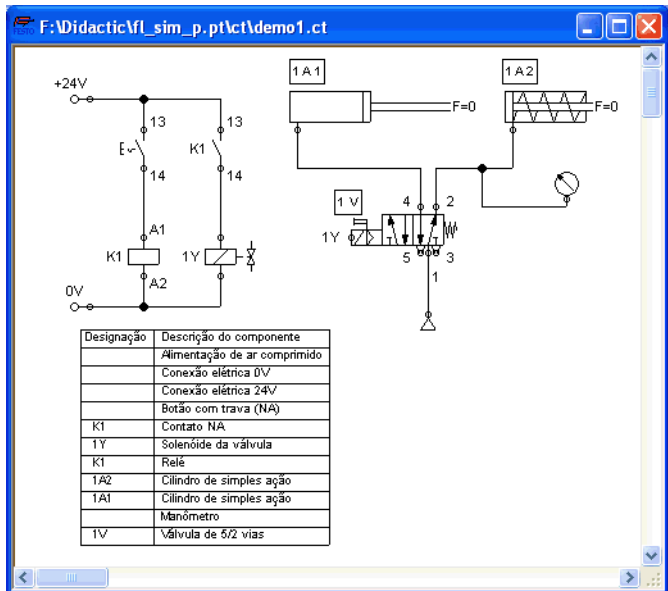 FESTO F:\Didactic\fl_sim_p.pt\ct\demo1.ct
+24V
13
13
K1
14
14
A1
K1
1Y
A2
0V
1A1
F=0
1A2
F=0
1V
4
2
1Y
5
3
1
Designação Descrição do componente
Alimentação de ar comprimido
Conexão elétrica 0V
Conexão elétrica 24V
Botão com trava (NA)
K1 Contato NA
1Y Solenóide da válvula
K1 Relé
1A2 Cilindro de simples ação
1A1 Cilindro de simples ação
Manômetro
1V Válvula de 5/2 vias